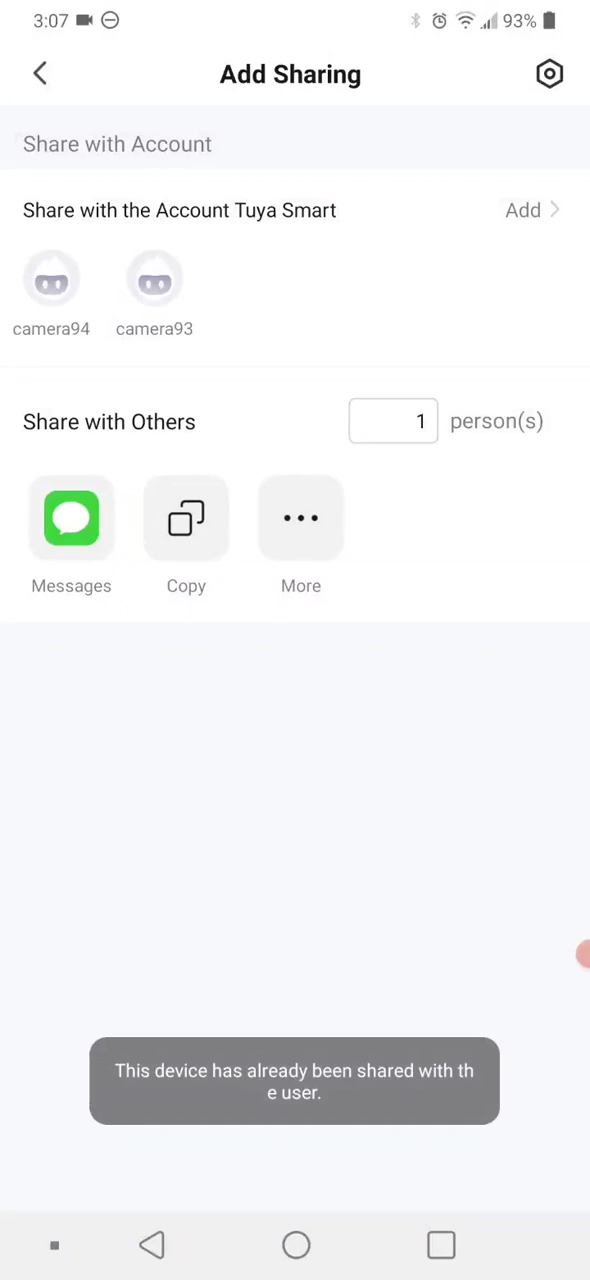 3:07 93%
Add Sharing
Share with Account
Share with the Account Tuya Smart Add
camera94 camera93
Share with Others 1 person(s)
Messages Copy More
This device has already been shared with th
e user.